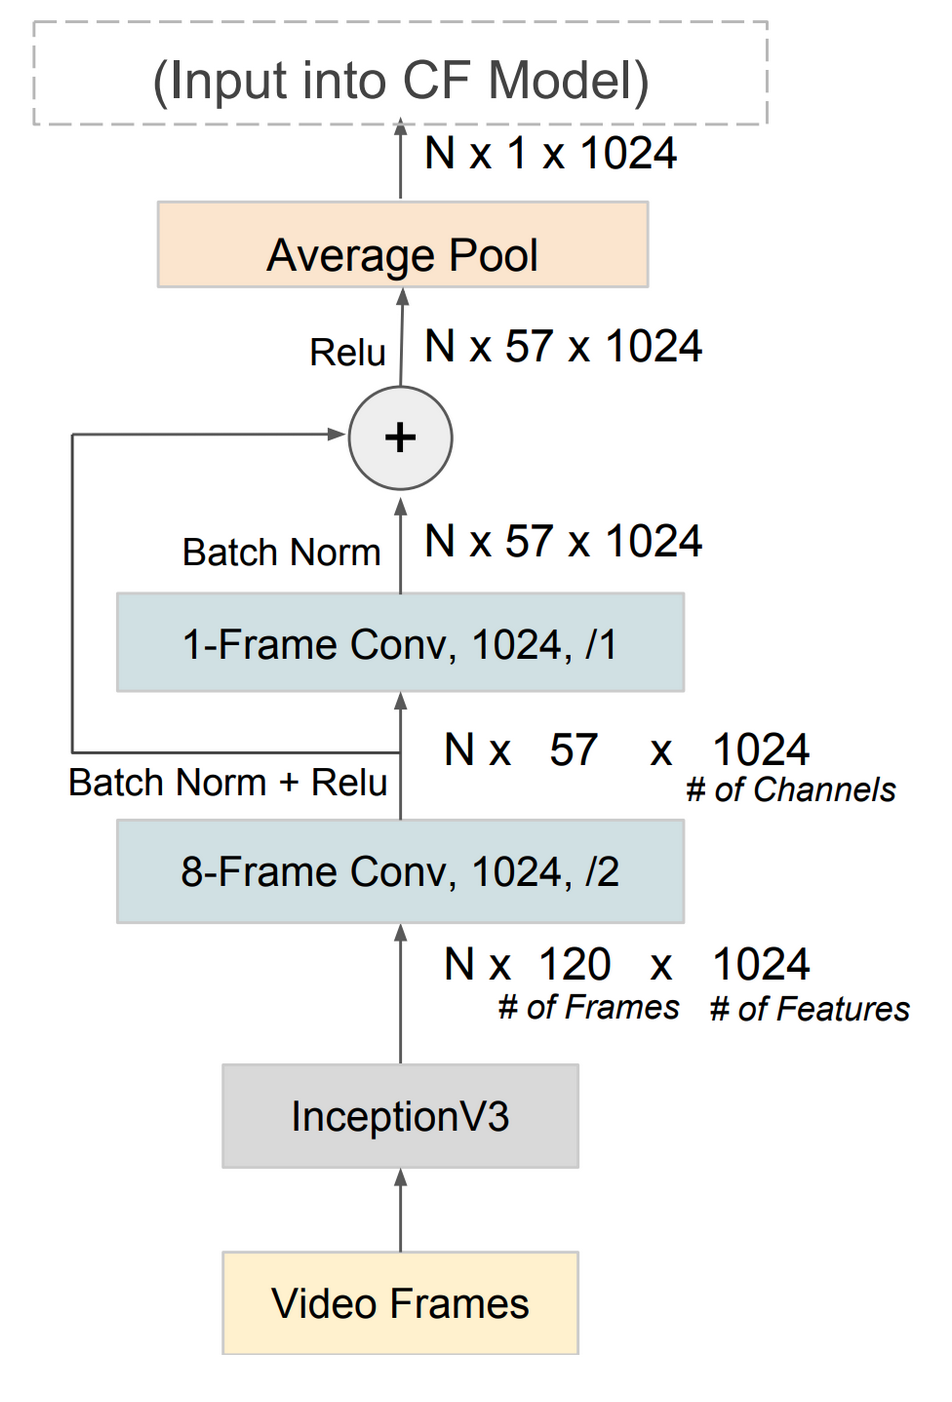 (Input into CF Model)
N x 1 x 1024
Average Pool
Relu
N x 57 x 1024
+
Batch Norm
N x 57 x 1024
1-Frame Conv, 1024, /1
N x 57 x 1024
# of Channels
Batch Norm + Relu
8-Frame Conv, 1024, /2
N x 120 x 1024
# of Frames # of Features
InceptionV3
Video Frames